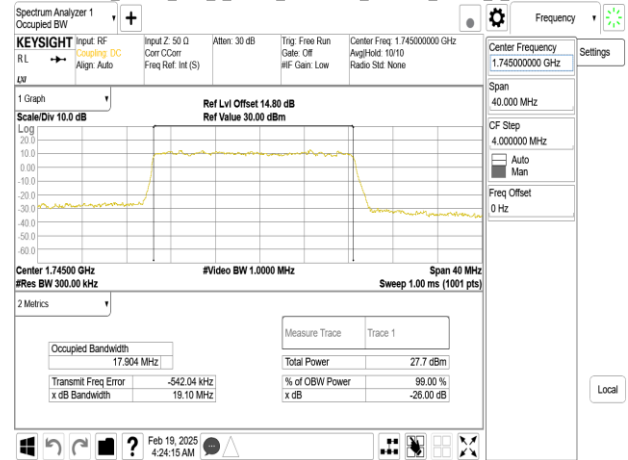 Spectrum Analyzer 1
Occupied BW
Frequency
KEYSIGHT
RL
LXI
Input: RF
Coupling: DC
Align: Auto
Input Z: 50 Ω
Corr CCorr
Freq Ref: Int (S)
Atten: 30 dB
Trig: Free Run
Gate: Off
#IF Gain: Low
Center Freq: 1.745000000 GHz
Avg|Hold: 10/10
Radio Std: None
Center Frequency
1.745000000 GHz
Settings
Span
40.000 MHz
CF Step
4.000000 MHz
Auto
Man
Freq Offset
0 Hz
Local
1 Graph
Scale/Div 10.0 dB
Ref Lvl Offset 14.80 dB
Ref Value 30.00 dBm
Log
20.0
10.0
0.00
-10.0
-20.0
-30.0
-40.0
-50.0
-60.0
Center 1.74500 GHz
#Video BW 1.0000 MHz
Span 40 MHz
#Res BW 300.00 kHz
Sweep 1.00 ms (1001 pts)
2 Metrics
Measure Trace Trace 1
Occupied Bandwidth
17.904 MHz
Total Power 27.7 dBm
Transmit Freq Error -542.04 kHz
% of OBW Power 99.00 %
x dB Bandwidth 19.10 MHz
x dB -26.00 dB
Feb 19, 2025
4:24:15 AM